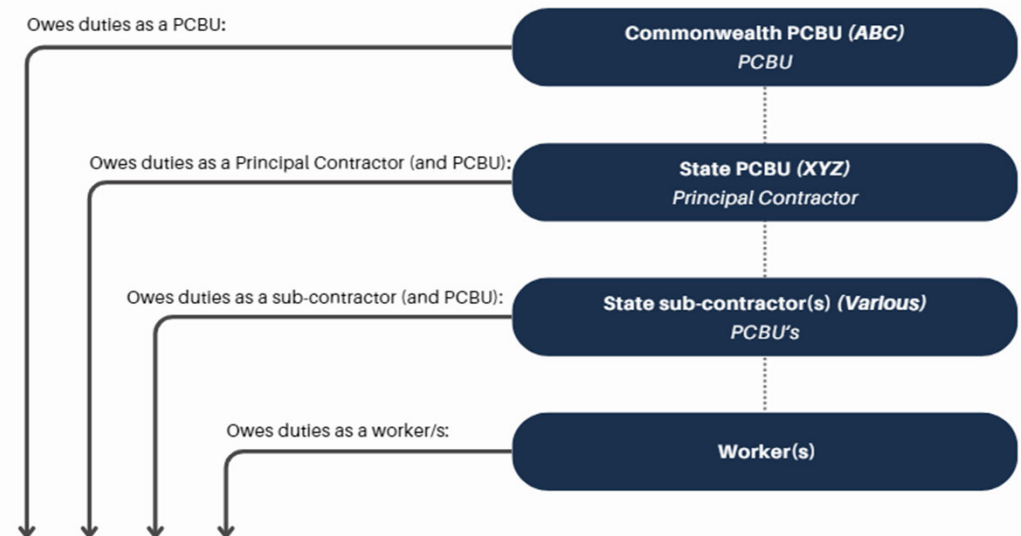 Owes duties as a PCBU:
Commonwealth PCBU (ABC)
PCBU
Owes duties as a Principal Contractor (and PCBU):
State PCBU (XYZ)
Principal Contractor
Owes duties as a sub-contractor (and PCBU):
State sub-contractor(s) (Various)
PCBU's
Owes duties as a worker/s:
Worker(s)